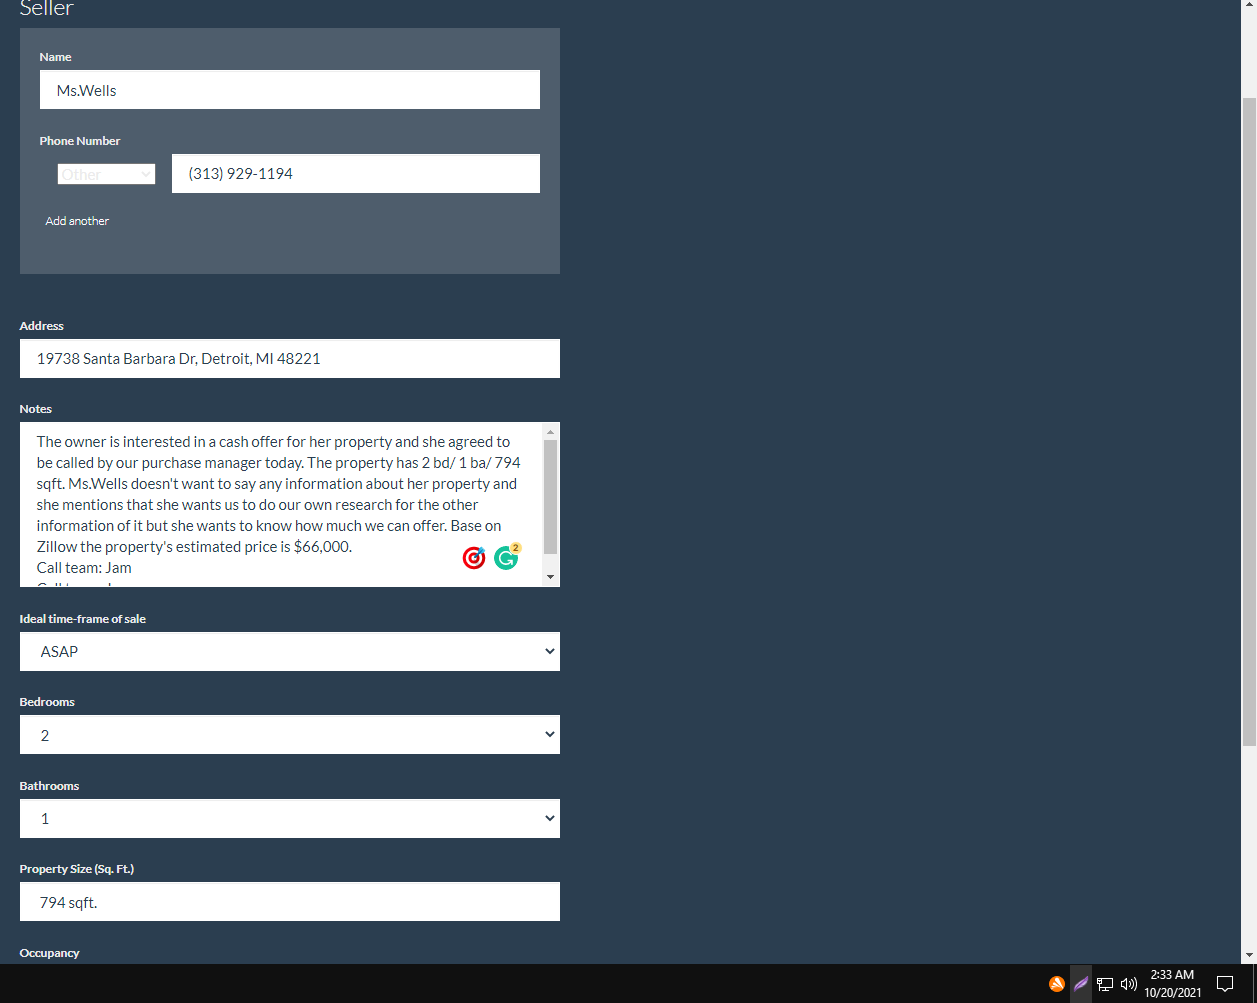 Seller
Name
Ms.Wells
Phone Number
Other
(313) 929-1194
Add another
Address
19738 Santa Barbara Dr, Detroit, MI 48221
Notes
The owner is interested in a cash offer for her property and she agreed to
be called by our purchase manager today. The property has 2 bd/ 1 ba/ 794
sqft. Ms.Wells doesn't want to say any information about her property and
she mentions that she wants us to do our own research for the other
information of it but she wants to know how much we can offer. Base on
Zillow the property's estimated price is $66,000.
2
Call team: Jam
Ideal time-frame of sale
ASAP
Bedrooms
2
Bathrooms
1
Property Size (Sq. Ft.)
794 sqft.
Occupancy
2:33 AM
10/20/2021